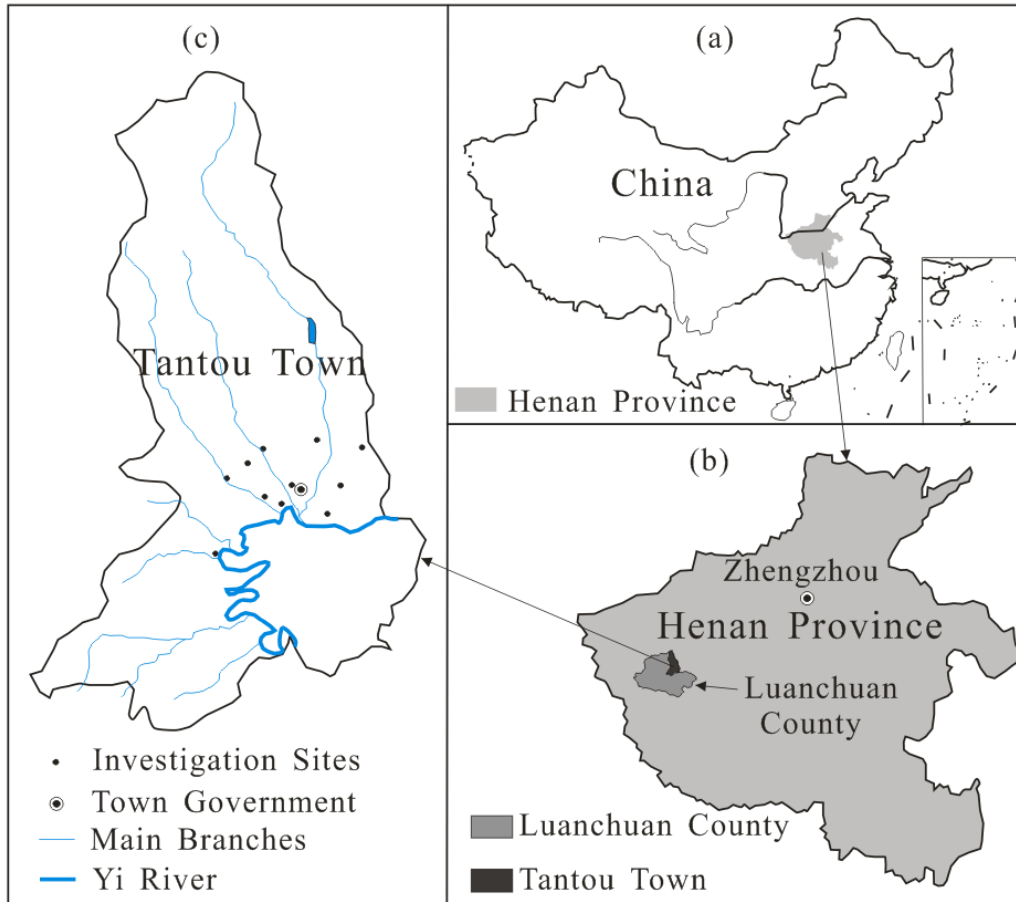 (c)
Tantou Town
Investigation Sites
Town Government
Main Branches
Yi River
(a)
China
Henan Province
(b)
Zhengzhou
Henan Province
Luanchuan
County
Luanchuan County
Tantou Town